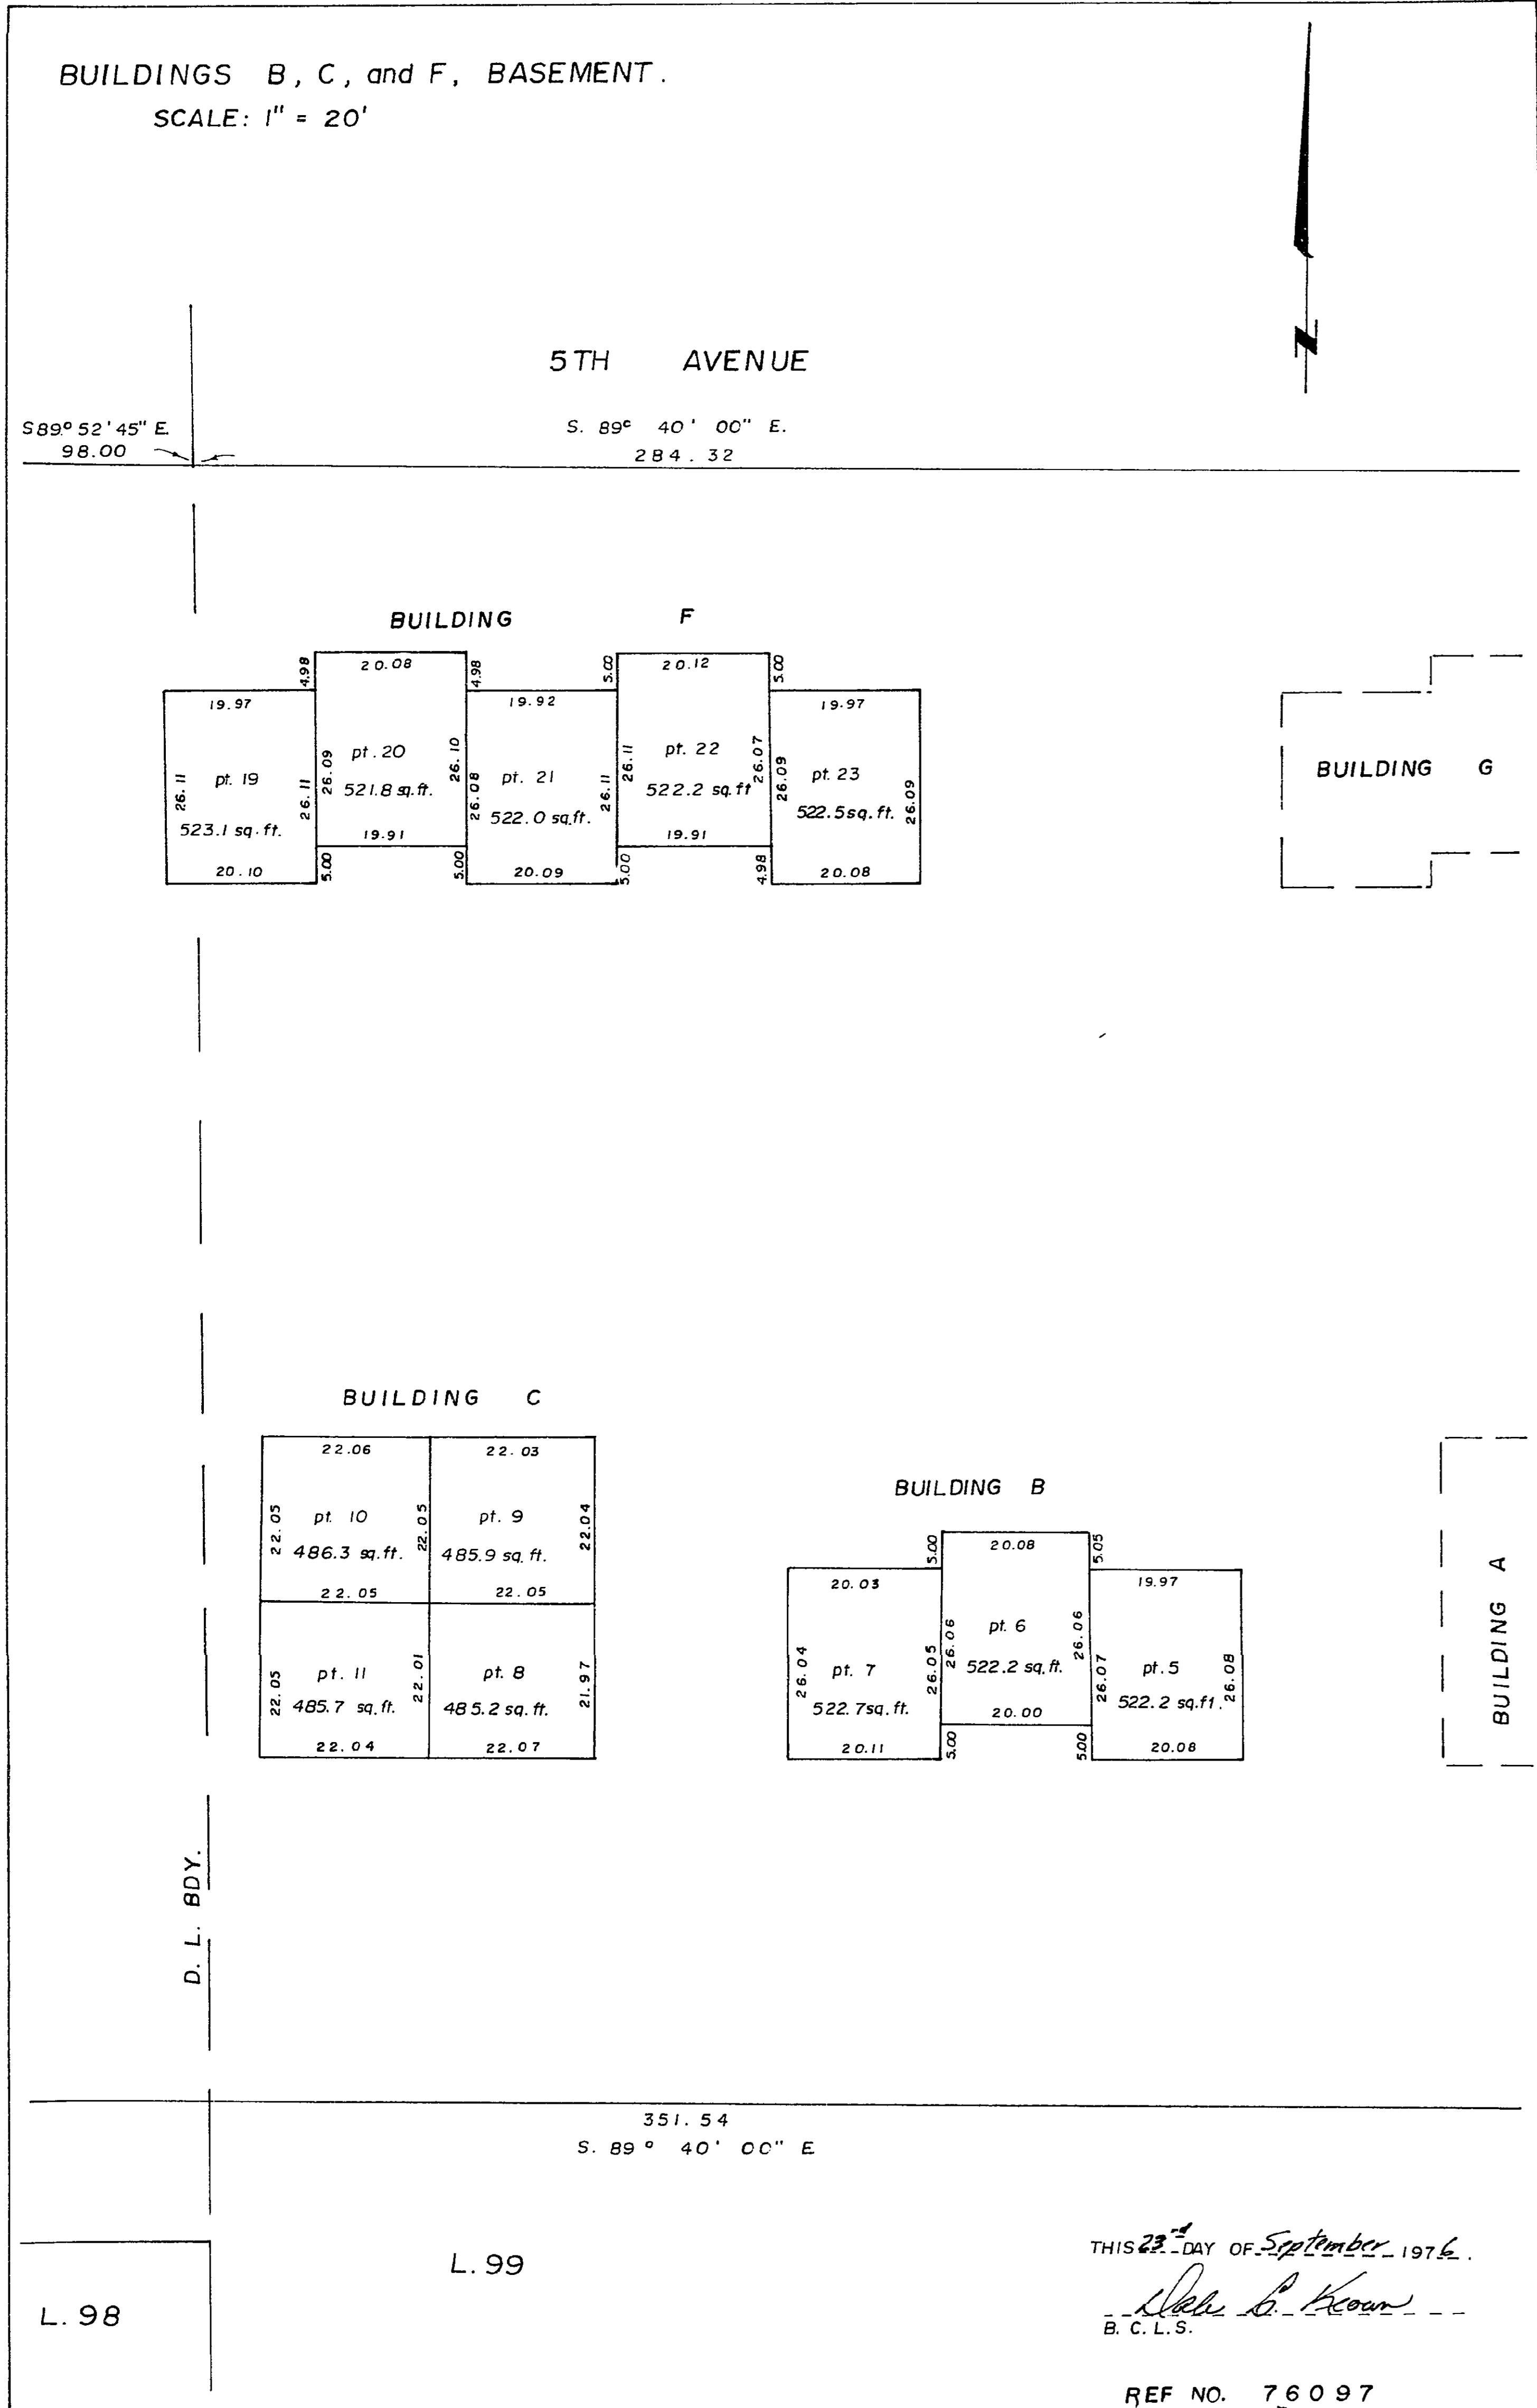 BUILDINGS B, C, and F, BASEMENT.
SCALE: 1" = 20'
5TH AVENUE
S 89° 52' 45" E.
98.00
S. 89° 40' 00" E.
284.32
BUILDING F
4.98
20.08
4.98
5.00
20.12
5.00
19.97
19.92
19.97
26.11
pt. 19
26.11
523.1 sq. ft.
20.10
26.09
pt. 20
26.10
521.8 sq. ft.
19.91
5.00
5.00
26.08
pt. 21
26.11
522.0 sq. ft.
20.09
26.11
pt. 22
26.07
522.2 sq. ft
19.91
5.00
4.98
26.09
pt. 23
26.09
522.5 sq. ft.
20.08
BUILDING G
BUILDING C
22.06
22.03
22.05
pt. 10
22.05
pt. 9
22.04
486.3 sq. ft.
485.9 sq. ft.
22.05
22.05
22.05
pt. 11
22.01
pt. 8
21.97
485.7 sq. ft.
485.2 sq. ft.
22.04
22.07
BUILDING B
5.00
20.08
5.05
20.03
19.97
26.04
pt. 7
26.05
522.7 sq. ft.
20.11
26.06
pt. 6
26.06
522.2 sq. ft.
20.00
5.00
5.00
26.07
pt. 5
26.08
522.2 sq. ft.
20.08
BUILDING A
D. L. BDY.
351.54
S. 89° 40' 00" E
L. 99
L. 98
THIS 23rd DAY OF September 1976.
Dale C. Keown
B. C. L. S.
REF NO. 76097